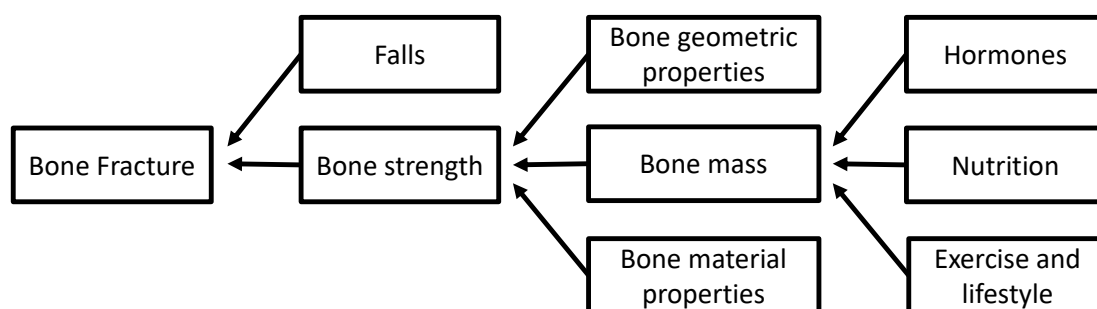 Falls
Bone geometric
properties
Hormones
Bone Fracture
Bone strength
Bone mass
Nutrition
Bone material
properties
Exercise and
lifestyle